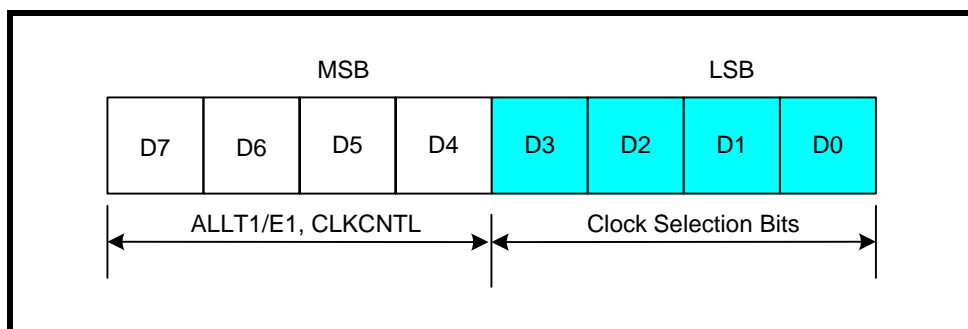 MSB LSB
D7 D6 D5 D4 D3 D2 D1 D0
ALLT1/E1, CLKCNTL Clock Selection Bits